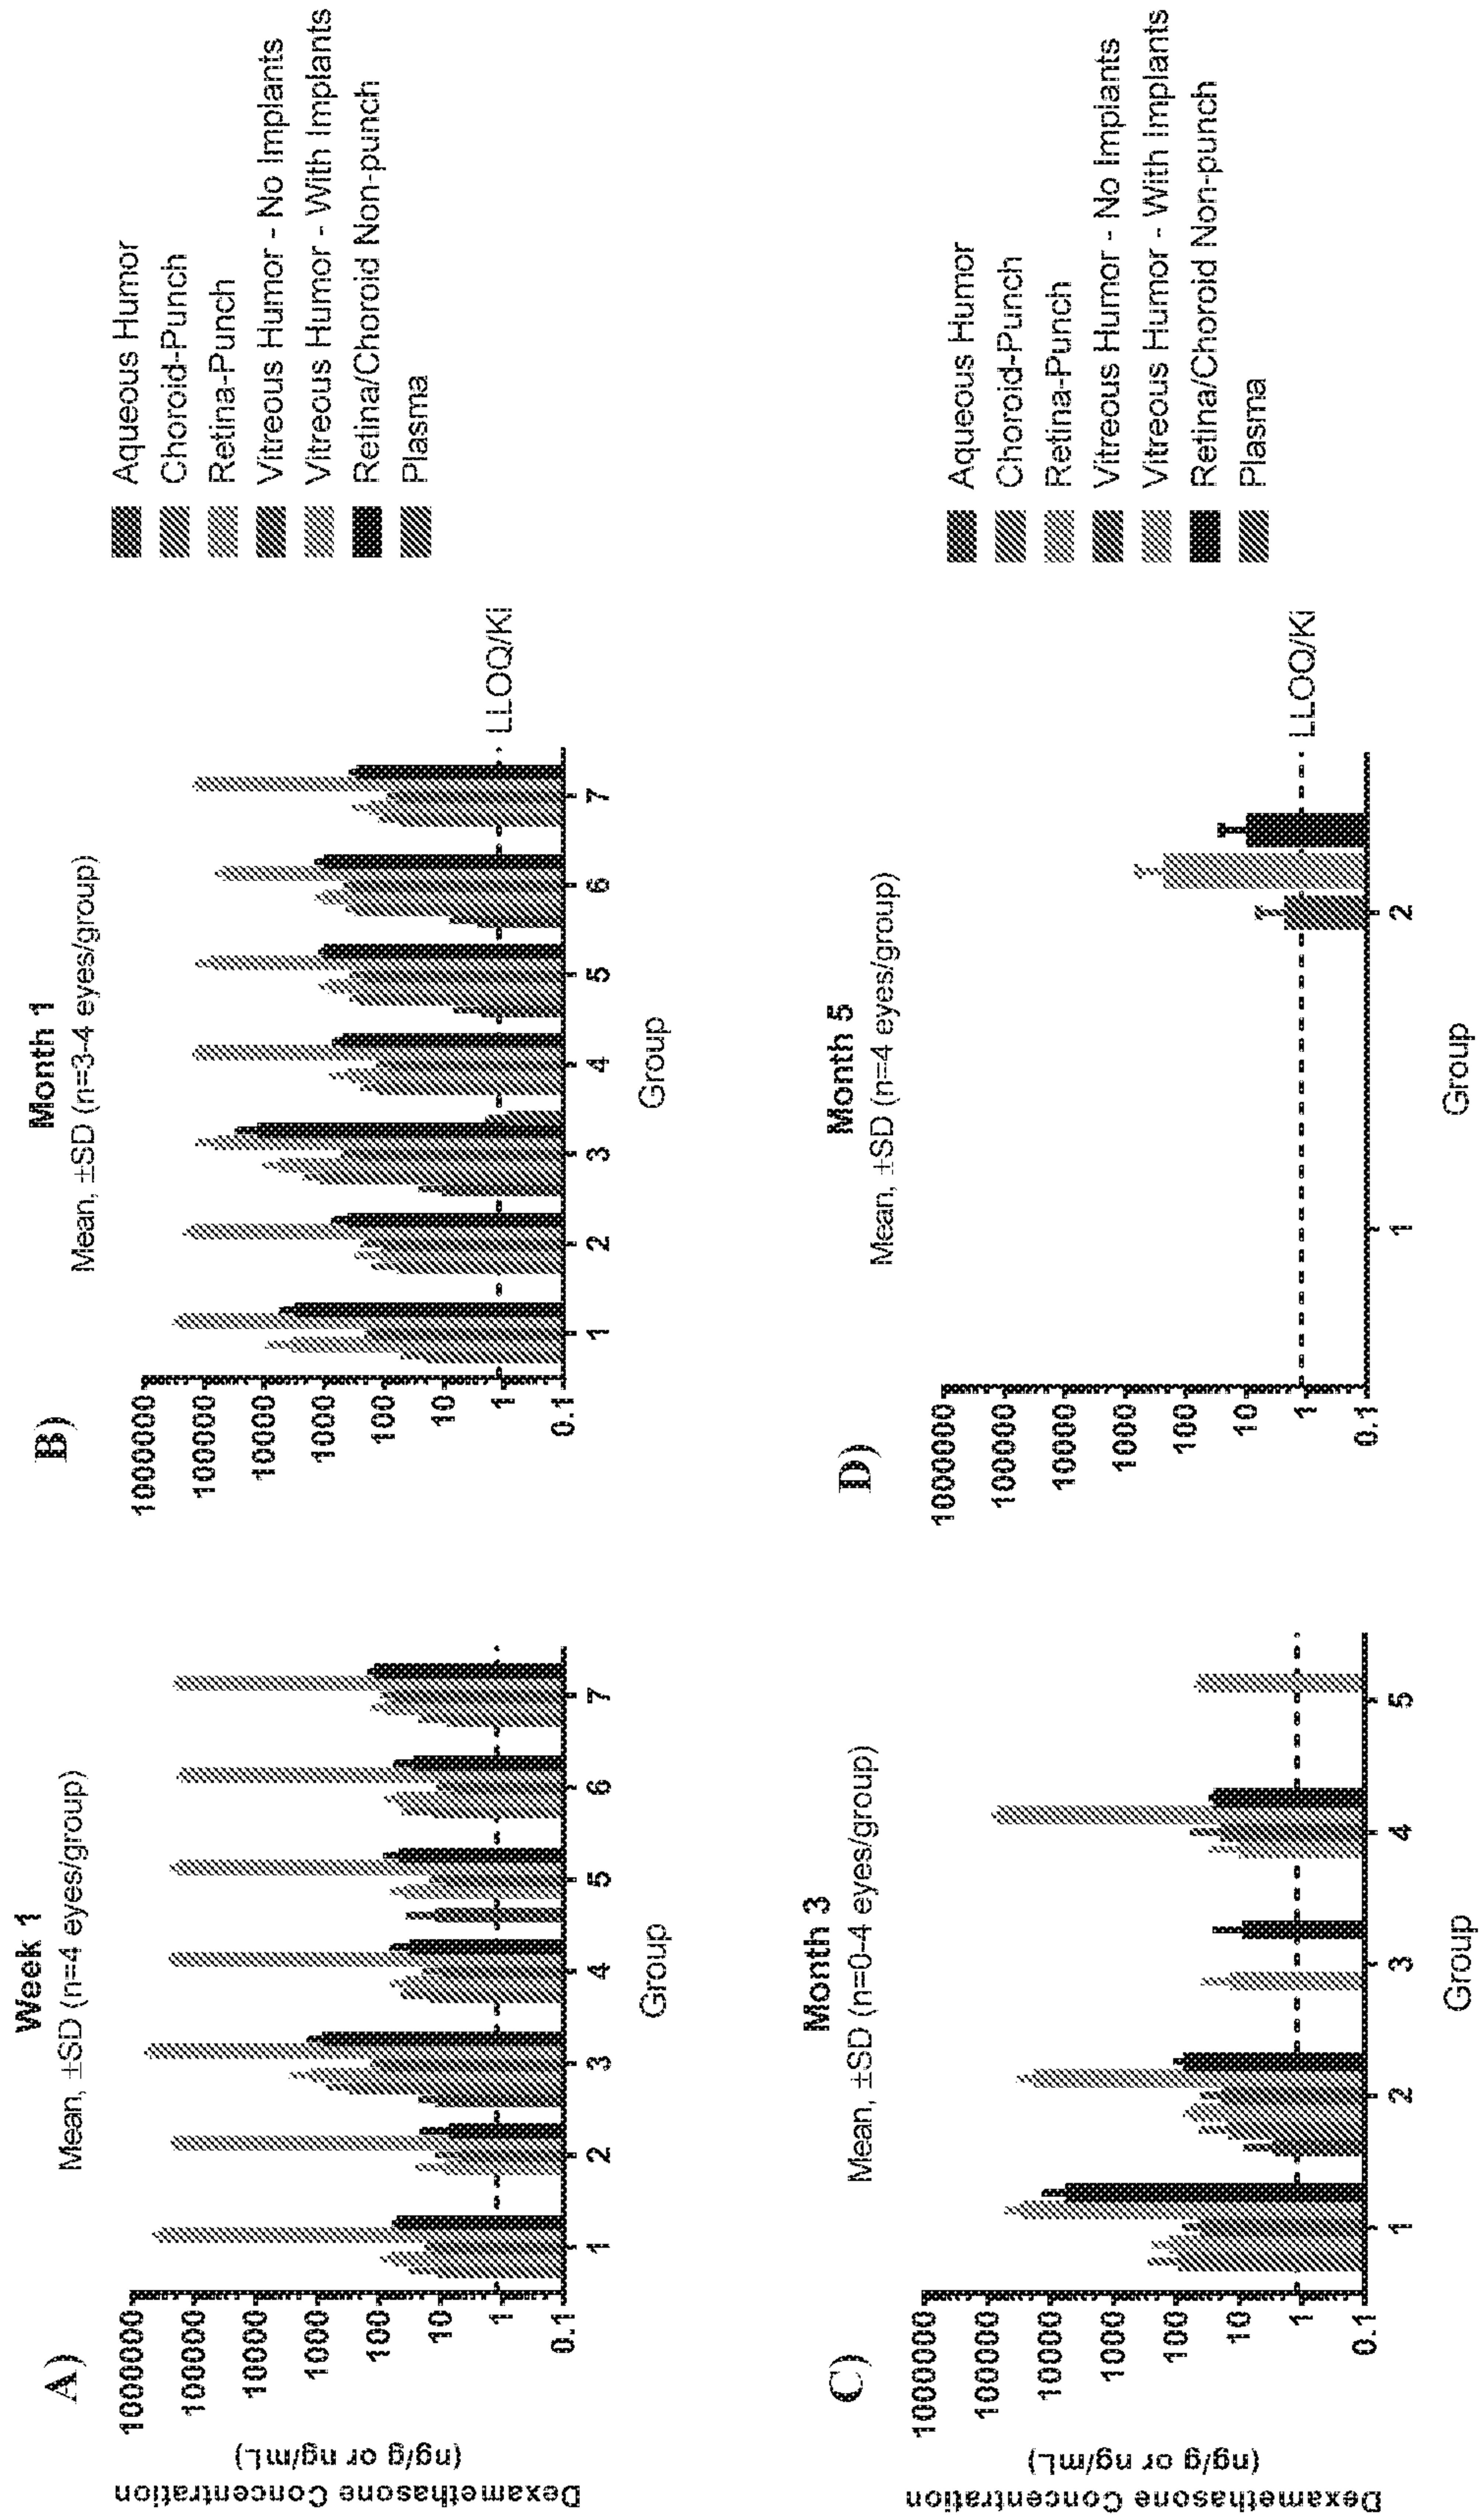 A)
Week 1
Mean, ±SD (n=4 eyes/group)
Dexamethasone Concentration
(ng/g or ng/mL)
1000000
100000
10000
1000
100
10
1
0.1
1 2 3 4 5 6 7
Group
B)
Month 1
Mean, ±SD (n=3-4 eyes/group)
1000000
100000
10000
1000
100
10
1
0.1
LLOQ/Ki
1 2 3 4 5 6 7
Group
Aqueous Humor
Choroid-Punch
Retina-Punch
Vitreous Humor - No Implants
Vitreous Humor - With Implants
Retina/Choroid Non-punch
Plasma
C)
Month 3
Mean, ±SD (n=0-4 eyes/group)
Dexamethasone Concentration
(ng/g or ng/mL)
1000000
100000
10000
1000
100
10
1
0.1
1 2 3 4 5
Group
D)
Month 5
Mean, ±SD (n=4 eyes/group)
1000000
100000
10000
1000
100
10
1
0.1
LLOQ/Ki
1 2
Group
Aqueous Humor
Choroid-Punch
Retina-Punch
Vitreous Humor - No Implants
Vitreous Humor - With Implants
Retina/Choroid Non-punch
Plasma